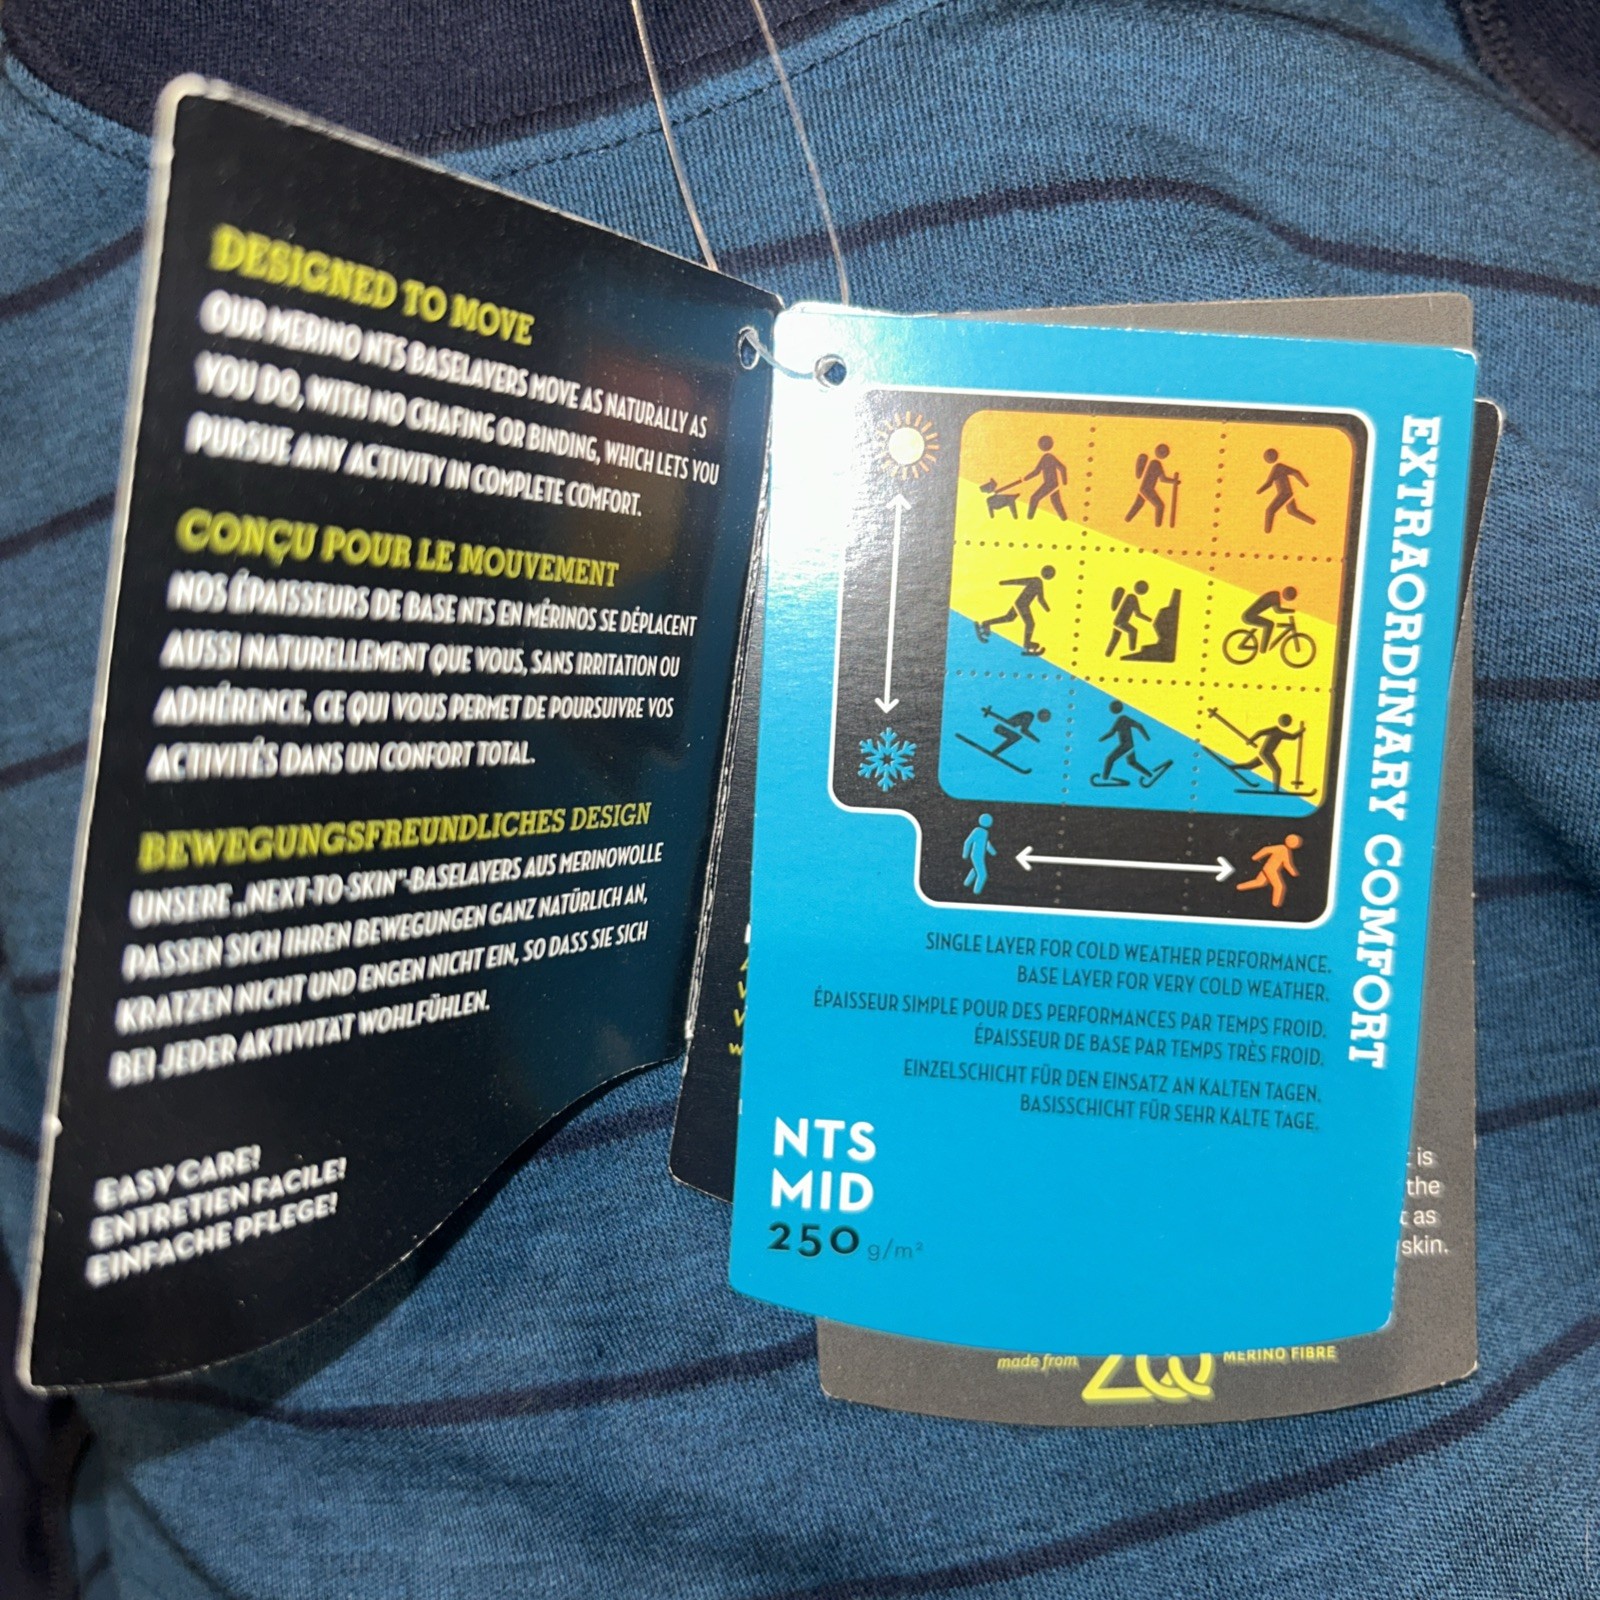 DESIGNED TO MOVE
OUR MERINO NTS BASELAYERS MOVE AS NATURALLY AS
YOU DO, WITH NO CHAFING OR BINDING, WHICH LETS YOU
PURSUE ANY ACTIVITY IN COMPLETE COMFORT.
CONÇU POUR LE MOUVEMENT
NOS ÉPAISSEURS DE BASE NTS EN MÉRINOS SE DÉPLACENT
AUSSI NATURELLEMENT QUE VOUS, SANS IRRITATION OU
ADHÉRENCE, CE QUI VOUS PERMET DE POURSUIVRE VOS
ACTIVITÉS DANS UN CONFORT TOTAL.
BEWEGUNGSFREUNDLICHES DESIGN
UNSERE „NEXT-TO-SKIN"-BASELAYERS AUS MERINOWOLLE
PASSEN SICH IHREN BEWEGUNGEN GANZ NATÜRLICH AN,
KRATZEN NICHT UND ENGEN NICHT EIN, SO DASS SIE SICH
BEI JEDER AKTIVITÄT WOHLFÜHLEN.
EASY CARE!
ENTRETIEN FACILE!
EINFACHE PFLEGE!
EXTRAORDINARY COMFORT
SINGLE LAYER FOR COLD WEATHER PERFORMANCE.
BASE LAYER FOR VERY COLD WEATHER.
ÉPAISSEUR SIMPLE POUR DES PERFORMANCES PAR TEMPS FROID.
ÉPAISSEUR DE BASE PAR TEMPS TRÈS FROID.
EINZELSCHICHT FÜR DEN EINSATZ AN KALTEN TAGEN.
BASISSCHICHT FÜR SEHR KALTE TAGE.
NTS
MID
250 g/m²
is
the
as
skin.
made from
MERINO FIBRE